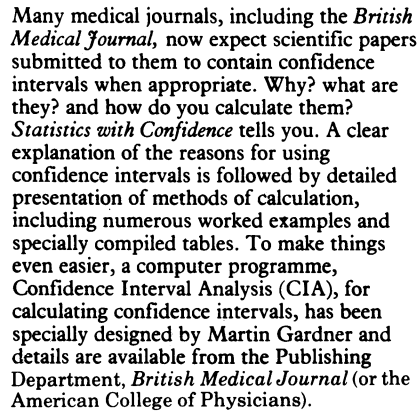 Many medical journals, including the British
Medical Journal, now expect scientific papers
submitted to them to contain confidence
intervals when appropriate. Why? what are
they? and how do you calculate them?
Statistics with Confidence tells you. A clear
explanation of the reasons for using
confidence intervals is followed by detailed
presentation of methods of calculation,
including numerous worked examples and
specially compiled tables. To make things
even easier, a computer programme,
Confidence Interval Analysis (CIA), for
calculating confidence intervals, has been
specially designed by Martin Gardner and
details are available from the Publishing
Department, British Medical Journal (or the
American College of Physicians).